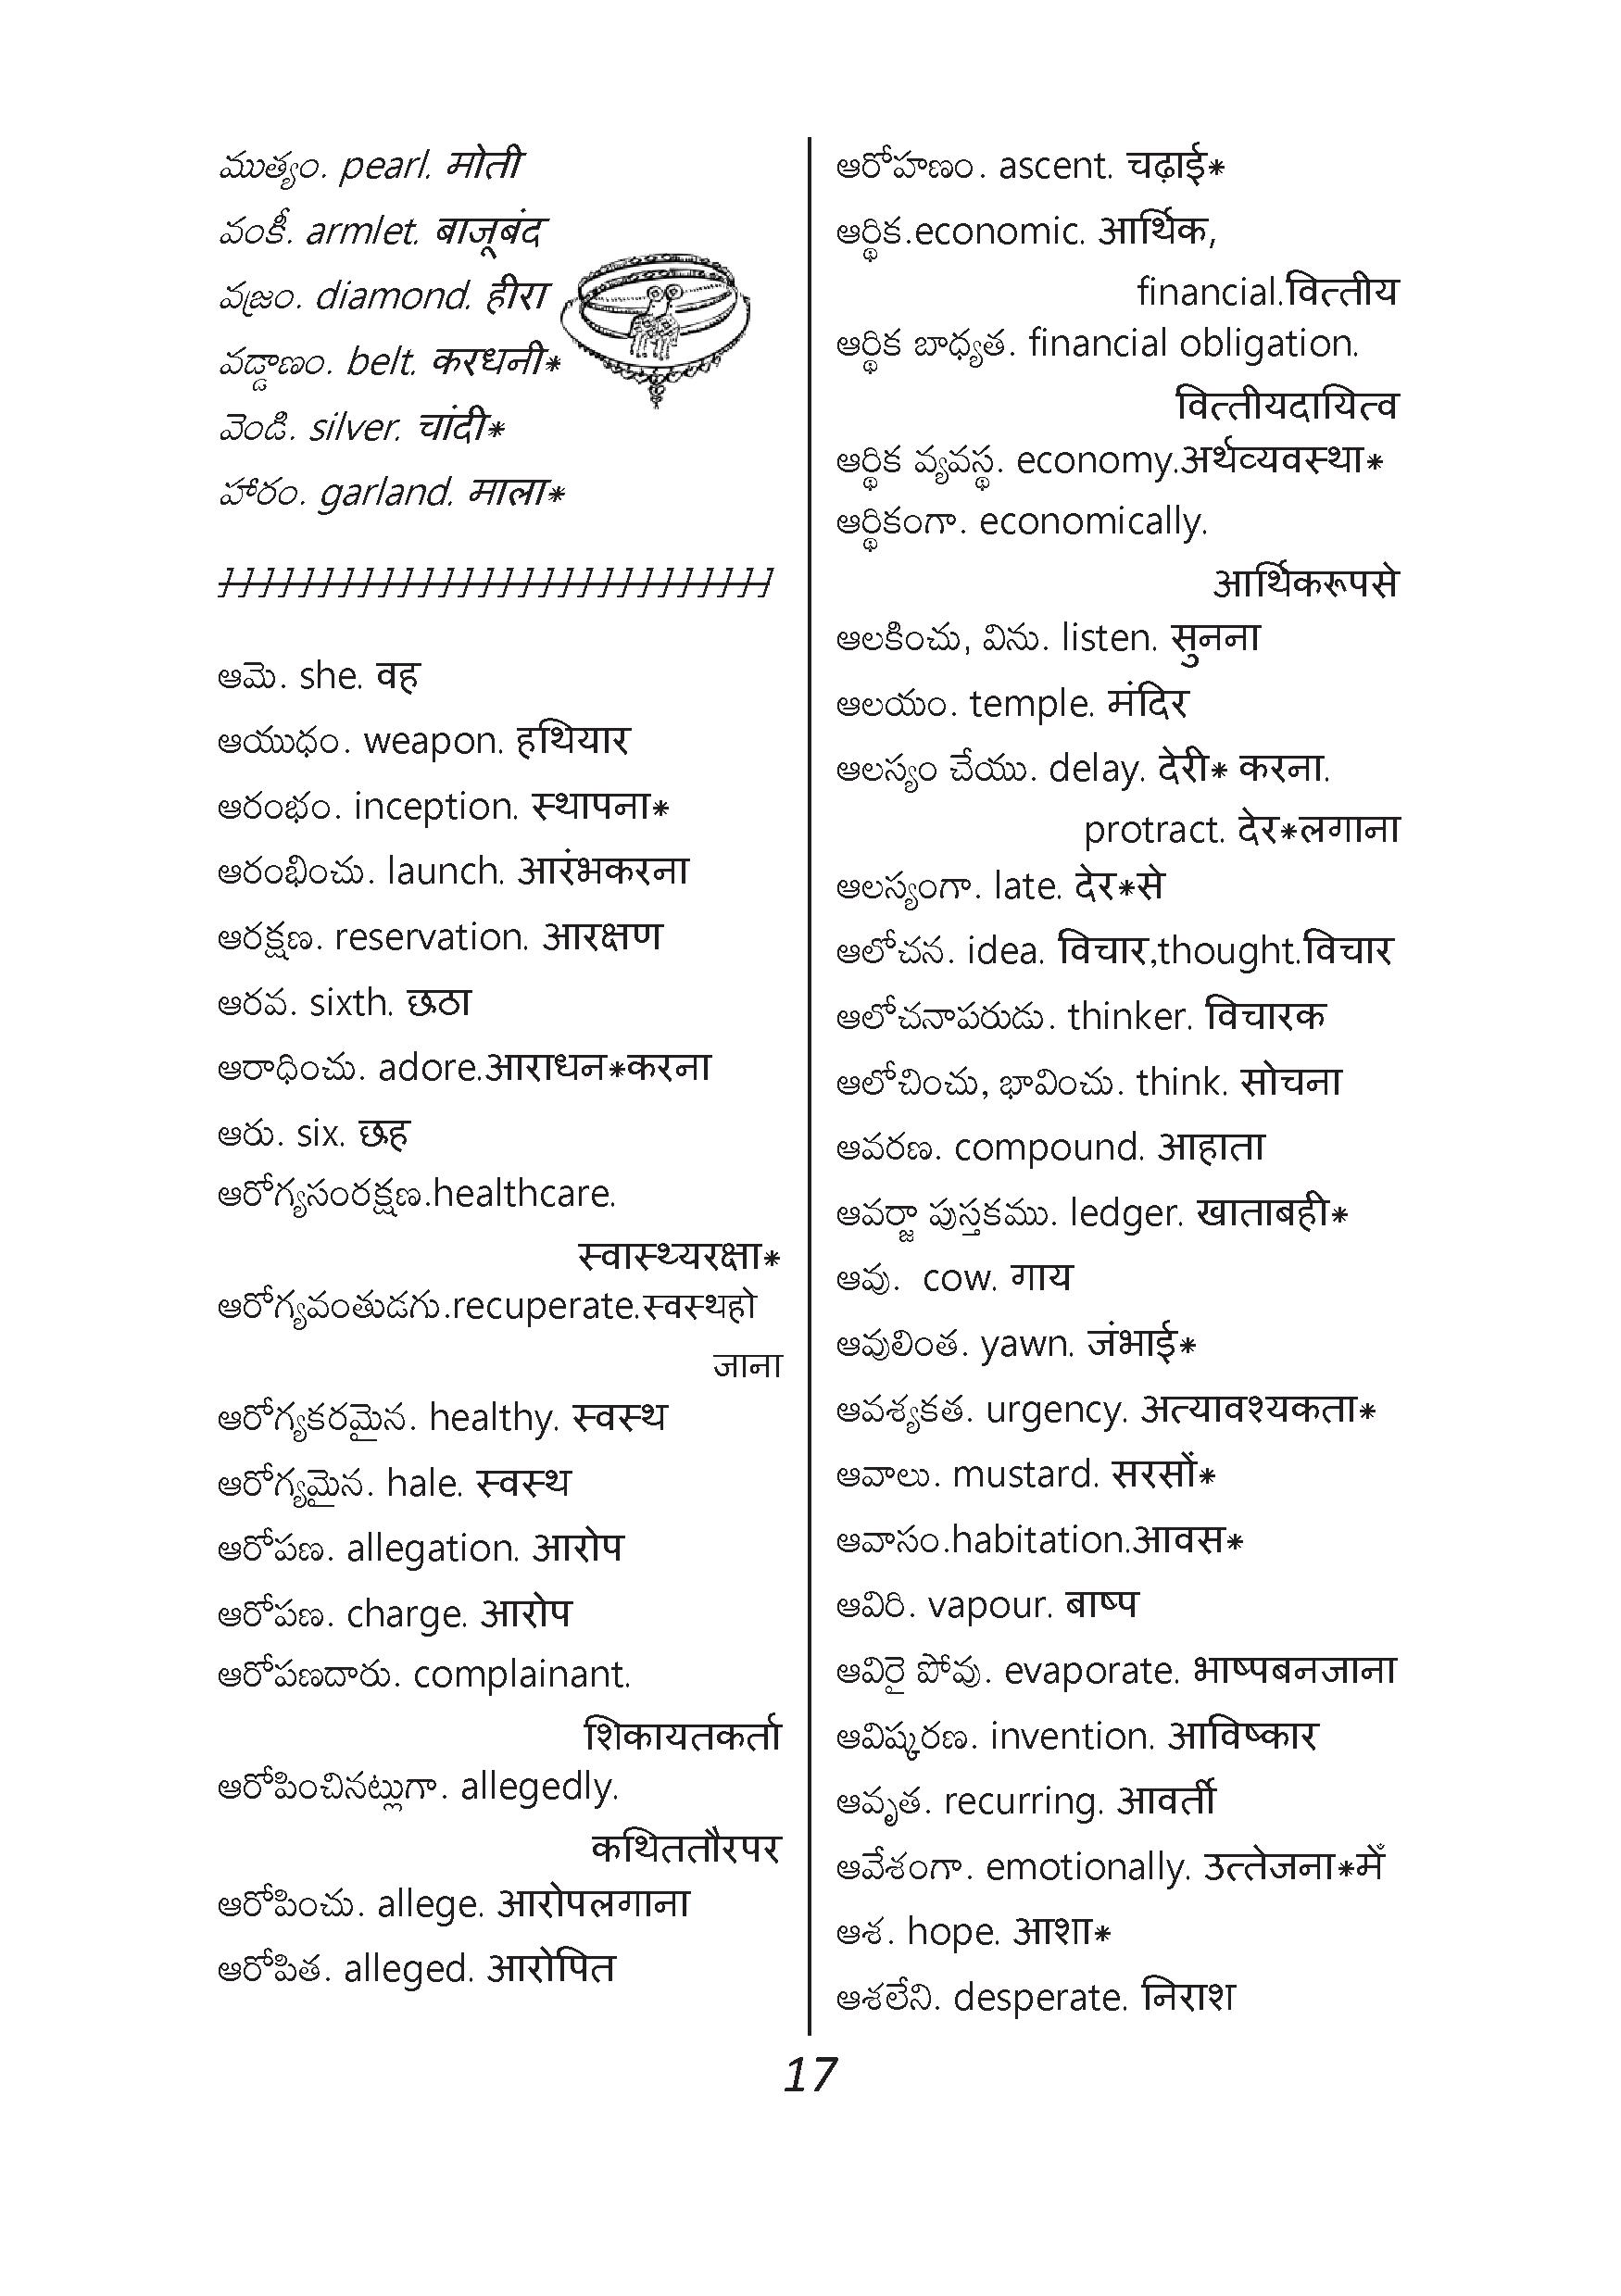 ముత్యం. pearl. मोती
వంకీ. armlet. बाजूबंद
వజ్రం. diamond. हीरा
వడ్డాణం. belt. करधनी*
వెండి. silver. चांदी*
హారం. garland. माला*
ఆమె. she. वह
ఆయుధం. weapon. हथियार
ఆరంభం. inception. स्थापना*
ఆరంభించు. launch. आरंभकरना
ఆరక్షణ. reservation. आरक्षण
ఆరవ. sixth. छठा
ఆరాధించు. adore.आराधन*करना
ఆరు. six. छह
ఆరోగ్యసంరక్షణ.healthcare.
स्वास्थ्यरक्षा*
ఆరోగ్యవంతుడగు.recuperate.स्वस्थहो
जाना
ఆరోగ్యకరమైన. healthy. स्वस्थ
ఆరోగ్యమైన. hale. स्वस्थ
ఆరోపణ. allegation. आरोप
ఆరోపణ. charge. आरोप
ఆరోపణదారు. complainant.
शिकायतकर्ता
ఆరోపించినట్లుగా. allegedly.
कथिततौरपर
ఆరోపించు. allege. आरोपलगाना
ఆరోపిత. alleged. आरोपित
ఆరోహణం. ascent. चढ़ाई*
ఆర్థిక.economic. आर्थिक,
financial.वित्तीय
ఆర్థిక బాధ్యత. financial obligation.
वित्तीयदायित्व
ఆర్థిక వ్యవస్థ. economy.अर्थव्यवस्था*
ఆర్థికంగా. economically.
आर्थिकरूपसे
ఆలకించు, విను. listen. सुनना
ఆలయం. temple. मंदिर
ఆలస్యం చేయు. delay. देरी* करना.
protract. देर*लगाना
ఆలస్యంగా. late. देर*से
ఆలోచన. idea. विचार,thought.विचार
ఆలోచనాపరుడు. thinker. विचारक
ఆలోచించు, భావించు. think. सोचना
ఆవరణ. compound. आहाता
ఆవర్జా పుస్తకము. ledger. खाताबही*
ఆవు. cow. गाय
ఆవులింత. yawn. जंभाई*
ఆవశ్యకత. urgency. अत्यावश्यकता*
ఆవాలు. mustard. सरसों*
ఆవాసం.habitation.आवस*
ఆవిరి. vapour. बाष्प
ఆవిరై పోవు. evaporate. भाष्पबनजाना
ఆవిష్కరణ. invention. आविष्कार
ఆవృత. recurring. आवर्ती
ఆవేశంగా. emotionally. उत्तेजना*मेँ
ఆశ. hope. आशा*
ఆశలేని. desperate. निराश
17